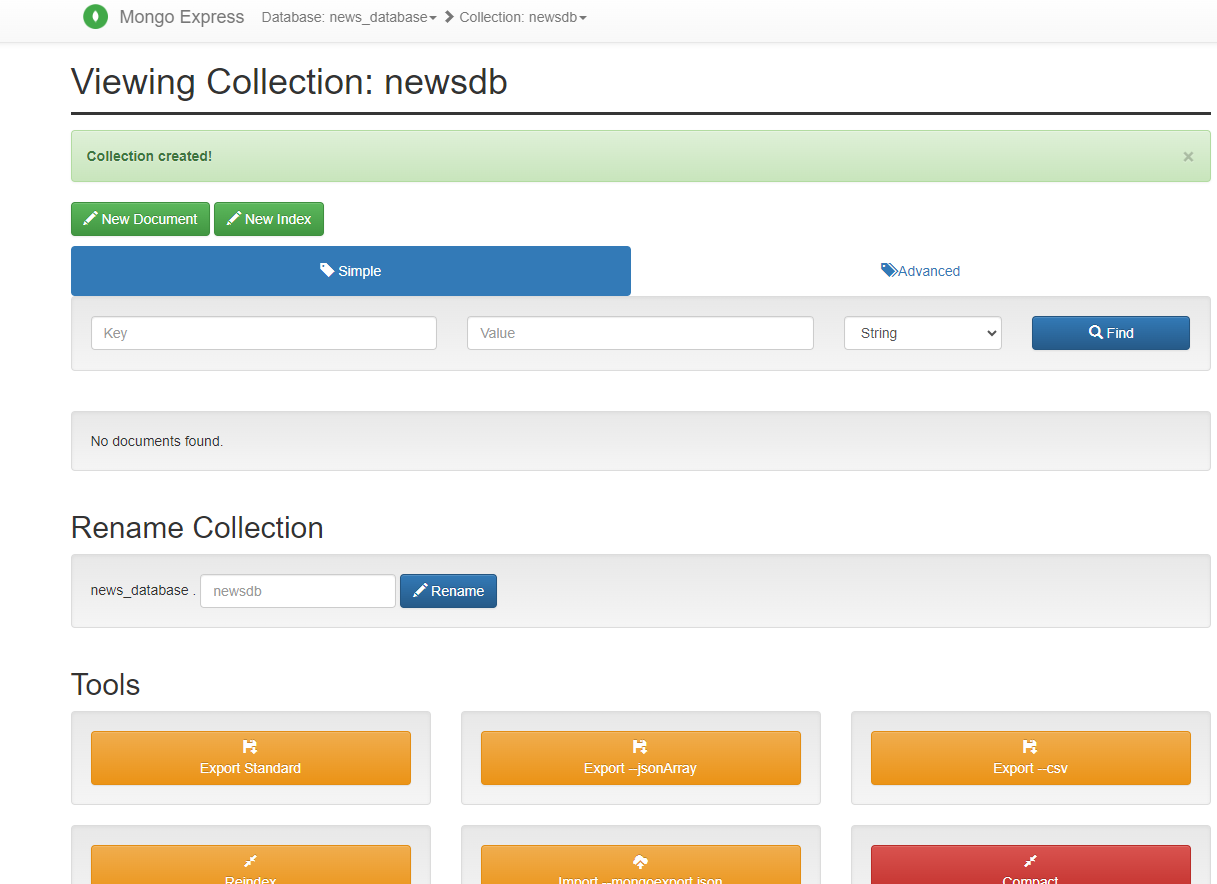 Mongo Express Database: news_database Collection: newsdb
Viewing Collection: newsdb
Collection created! ×
New Document New Index
Simple Advanced
Key Value String Find
No documents found.
Rename Collection
news_database . newsdb Rename
Tools
Export Standard Export --jsonArray Export --csv
Reindex Import --mongoexport json Compact